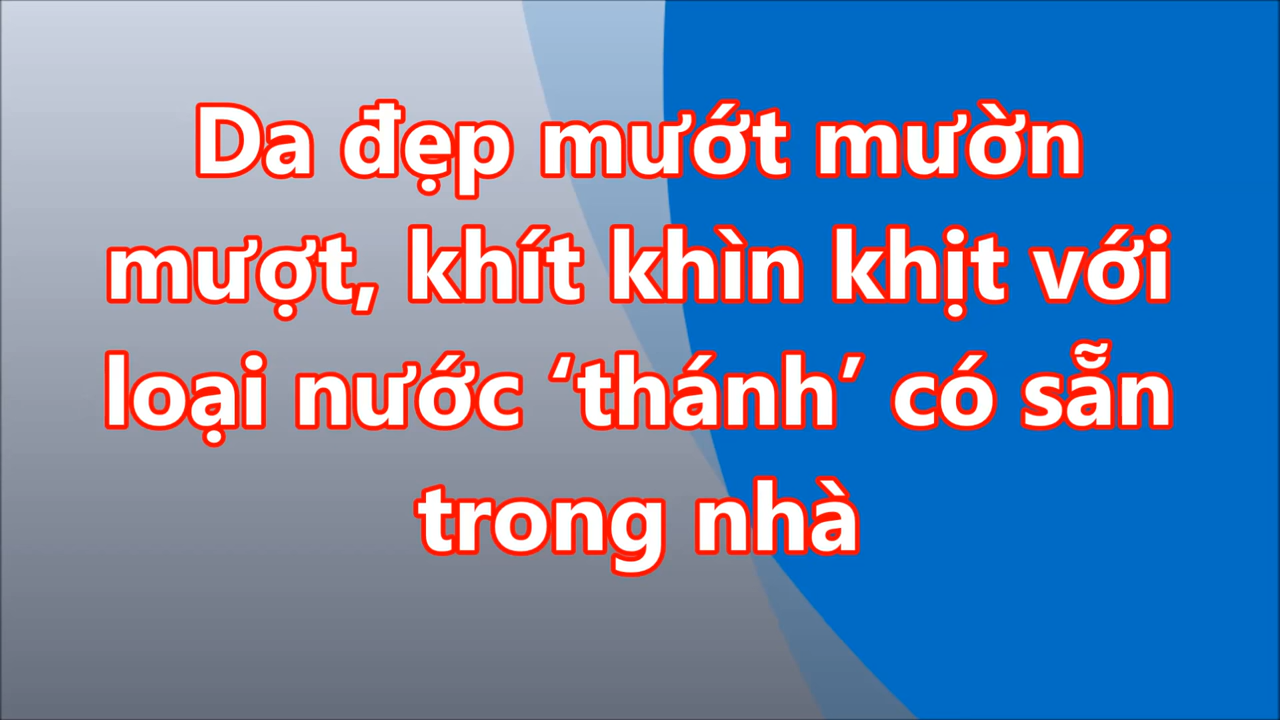 Da đẹp mướt mườn
mượt, khít khìn khịt với
loại nước ‘thánh’ có sẵn
trong nhà